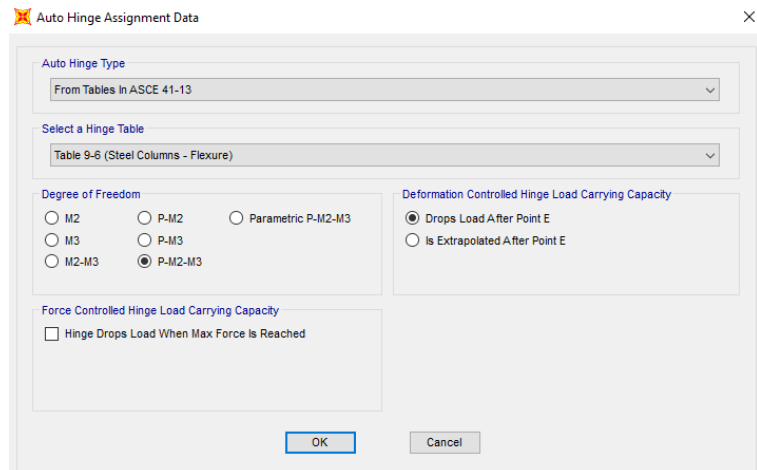 Auto Hinge Assignment Data
Auto Hinge Type
From Tables In ASCE 41-13
Select a Hinge Table
Table 9-6 (Steel Columns - Flexure)
Degree of Freedom
M2 P-M2 Parametric P-M2-M3
M3 P-M3
M2-M3 P-M2-M3
Deformation Controlled Hinge Load Carrying Capacity
Drops Load After Point E
Is Extrapolated After Point E
Force Controlled Hinge Load Carrying Capacity
Hinge Drops Load When Max Force Is Reached
OK Cancel